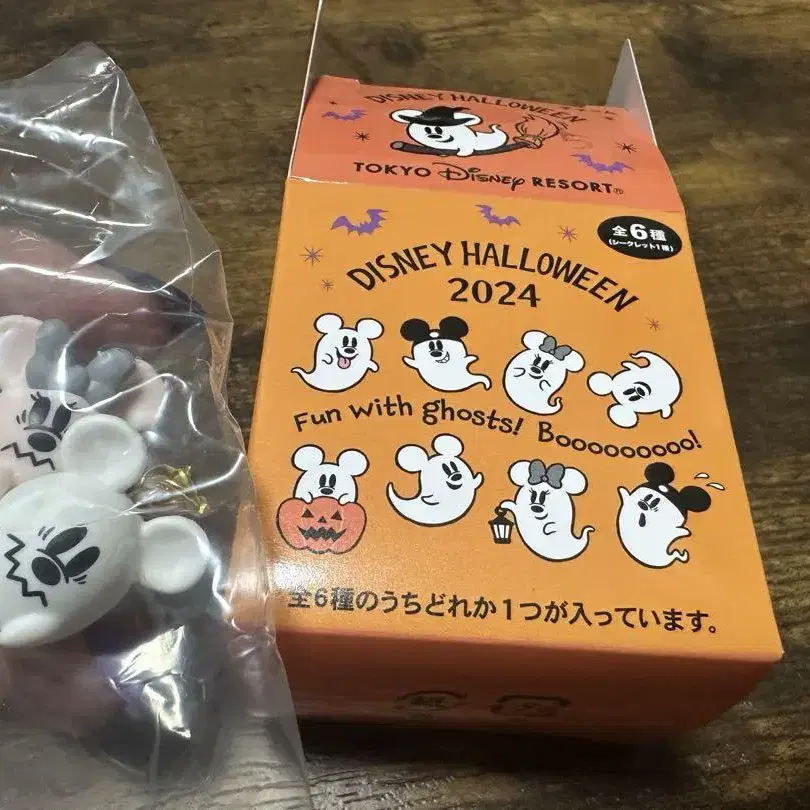 DISNEY HALLOWEEN
TOKYO Disney RESORT®
全6種
(シークレット1種)
DISNEY HALLOWEEN
2024
Fun with ghosts! Booooooooo!
全6種のうちどれか1つが入っています。